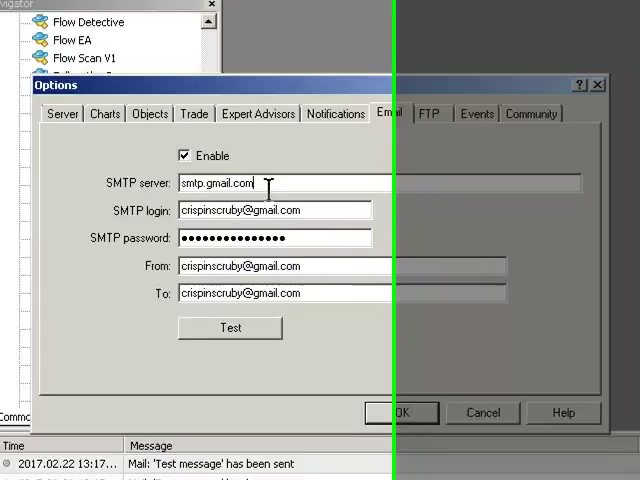 avigator
Flow Detective
Flow EA
Flow Scan V1
Options
Server Charts Objects Trade Expert Advisors Notifications Email FTP Events Community
Enable
SMTP server: smtp.gmail.com
SMTP login: crispinscruby@gmail.com
SMTP password: ●●●●●●●●●●●●●●●
From: crispinscruby@gmail.com
To: crispinscruby@gmail.com
Test
OK Cancel Help
Commo
Time Message
2017.02.22 13:17... Mail: 'Test message' has been sent